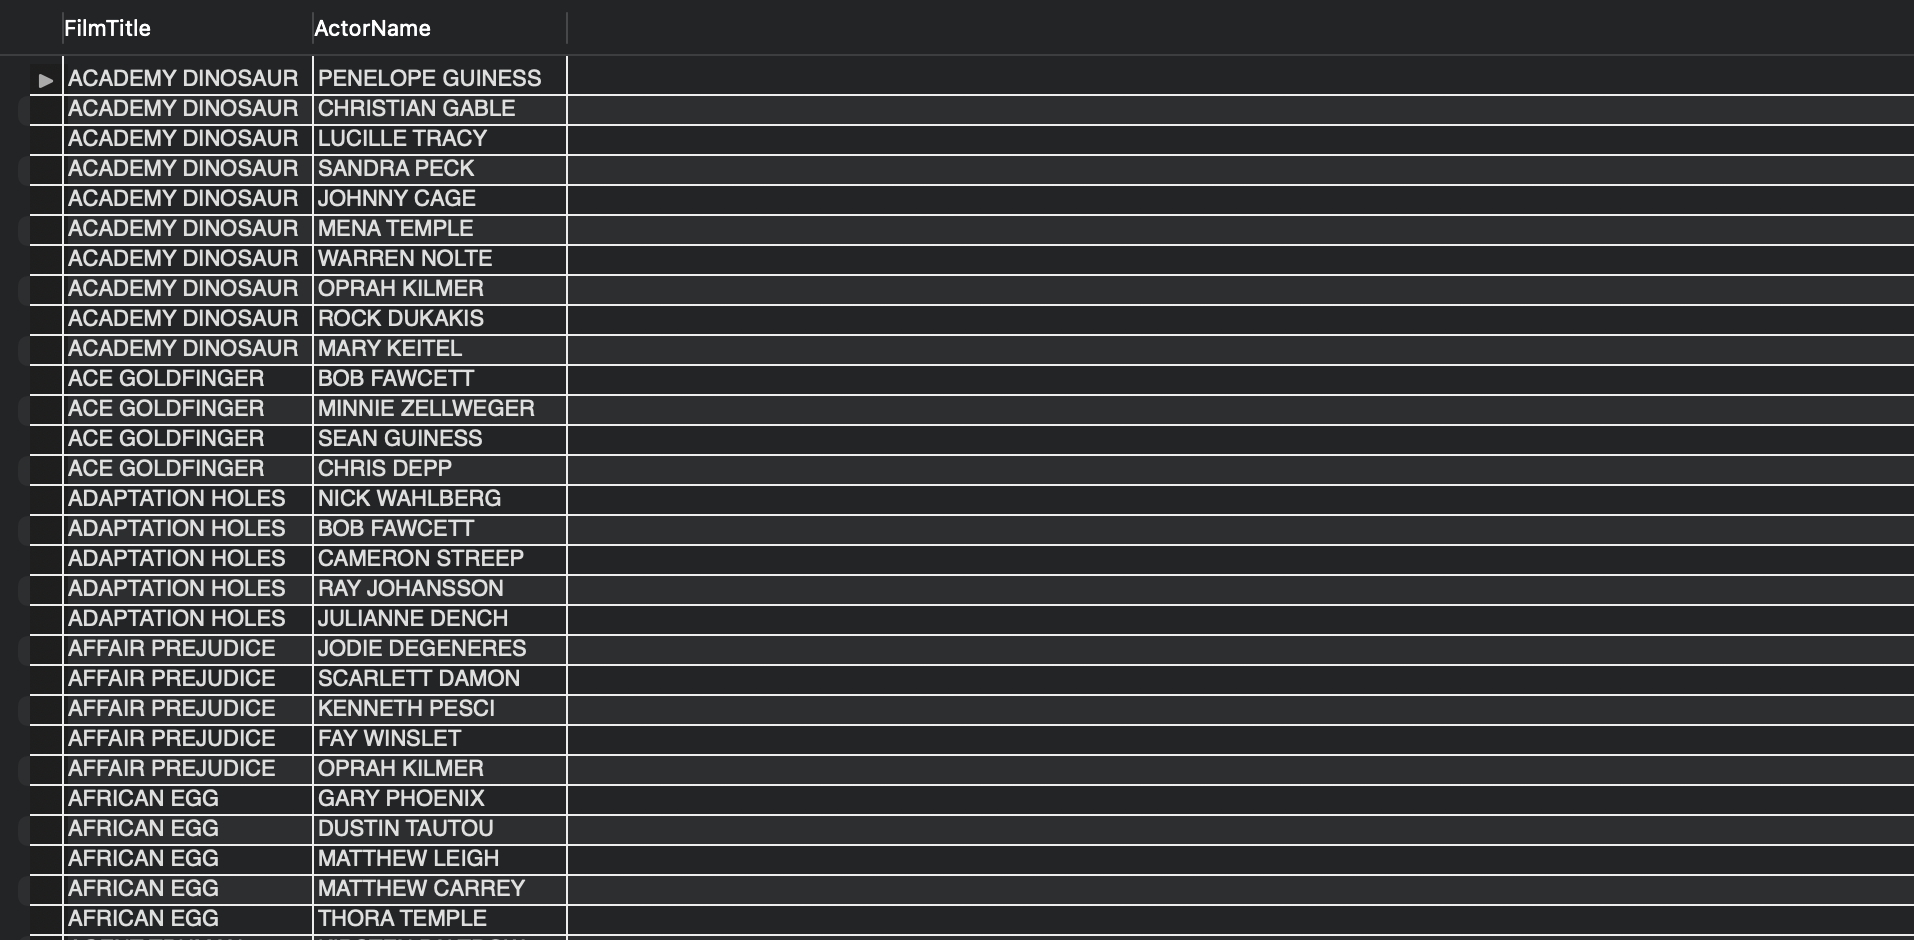 FilmTitle ActorName
ACADEMY DINOSAUR PENELOPE GUINESS
ACADEMY DINOSAUR CHRISTIAN GABLE
ACADEMY DINOSAUR LUCILLE TRACY
ACADEMY DINOSAUR SANDRA PECK
ACADEMY DINOSAUR JOHNNY CAGE
ACADEMY DINOSAUR MENA TEMPLE
ACADEMY DINOSAUR WARREN NOLTE
ACADEMY DINOSAUR OPRAH KILMER
ACADEMY DINOSAUR ROCK DUKAKIS
ACADEMY DINOSAUR MARY KEITEL
ACE GOLDFINGER BOB FAWCETT
ACE GOLDFINGER MINNIE ZELLWEGER
ACE GOLDFINGER SEAN GUINESS
ACE GOLDFINGER CHRIS DEPP
ADAPTATION HOLES NICK WAHLBERG
ADAPTATION HOLES BOB FAWCETT
ADAPTATION HOLES CAMERON STREEP
ADAPTATION HOLES RAY JOHANSSON
ADAPTATION HOLES JULIANNE DENCH
AFFAIR PREJUDICE JODIE DEGENERES
AFFAIR PREJUDICE SCARLETT DAMON
AFFAIR PREJUDICE KENNETH PESCI
AFFAIR PREJUDICE FAY WINSLET
AFFAIR PREJUDICE OPRAH KILMER
AFRICAN EGG GARY PHOENIX
AFRICAN EGG DUSTIN TAUTOU
AFRICAN EGG MATTHEW LEIGH
AFRICAN EGG MATTHEW CARREY
AFRICAN EGG THORA TEMPLE